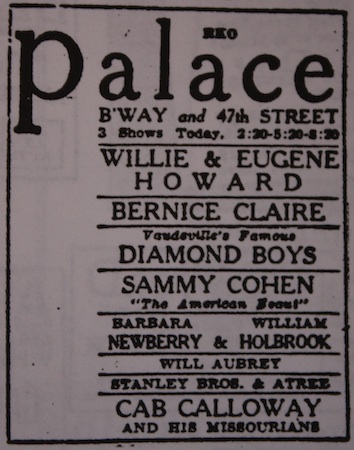 RKO
Palace
B'WAY and 47th STREET
3 Shows Today. 2:20-5:20-8:20
WILLIE & EUGENE
HOWARD
BERNICE CLAIRE
Vaudeville's Famous
DIAMOND BOYS
SAMMY COHEN
"The American Beaut"
BARBARA WILLIAM
NEWBERRY & HOLBROOK
WILL AUBREY
STANLEY BROS. & ATREE
CAB CALLOWAY
AND HIS MISSOURIANS